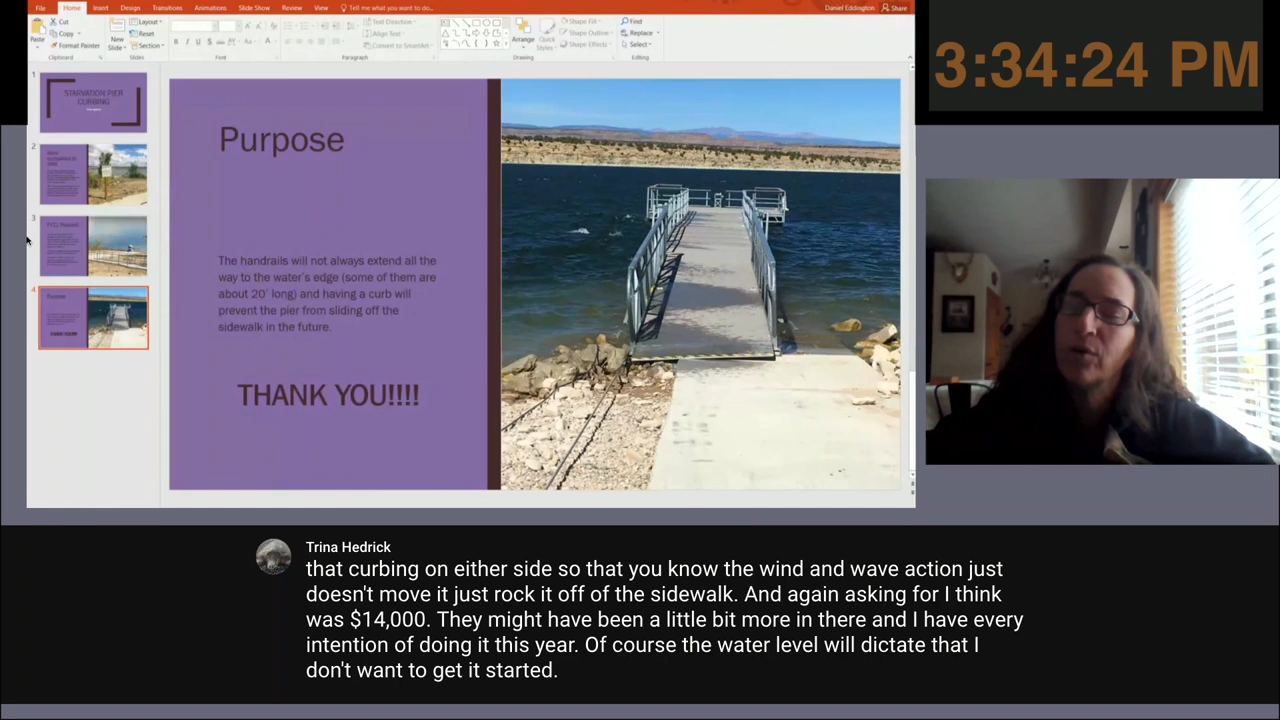 File Home Insert Design Transitions Animations Slide Show Review View Tell me what you want to do... Daniel Eddington Share
Paste
Cut
Copy
Format Painter
Clipboard
New Slide
Layout
Reset
Section
Slides
Font
Text Direction
Align Text
Convert to SmartArt
Paragraph
Arrange
Quick Styles
Shape Fill
Shape Outline
Shape Effects
Drawing
Find
Replace
Select
Editing
3:34:24 PM
1
STARVATION PIER
CURBING
2
3
4
Purpose
THANK YOU!!!!
Purpose
The handrails will not always extend all the
way to the water's edge (some of them are
about 20' long) and having a curb will
prevent the pier from sliding off the
sidewalk in the future.
THANK YOU!!!!
Trina Hedrick
that curbing on either side so that you know the wind and wave action just
doesn't move it just rock it off of the sidewalk. And again asking for I think
was $14,000. They might have been a little bit more in there and I have every
intention of doing it this year. Of course the water level will dictate that I
don't want to get it started.